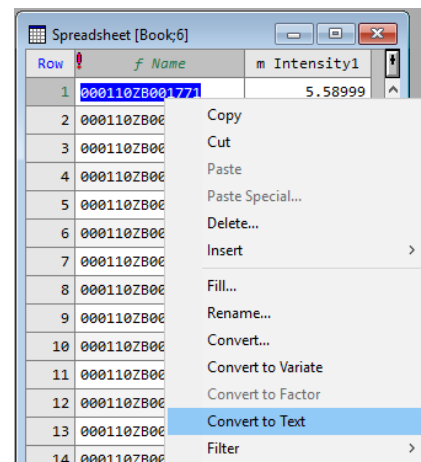 Spreadsheet [Book;6]
Row ! f Name m Intensity1
1 000110ZB001771 5.58999
2 000110ZB00 Copy
Cut
3 000110ZB00
4 000110ZB00 Paste
5 000110ZB00 Paste Special...
6 000110ZB00 Delete...
7 000110ZB00 Insert
8 000110ZB00 Fill...
9 000110ZB00 Rename...
10 000110ZB00 Convert...
11 000110ZB00 Convert to Variate
12 000110ZB00 Convert to Factor
13 000110ZB00 Convert to Text
14 000110ZB00 Filter